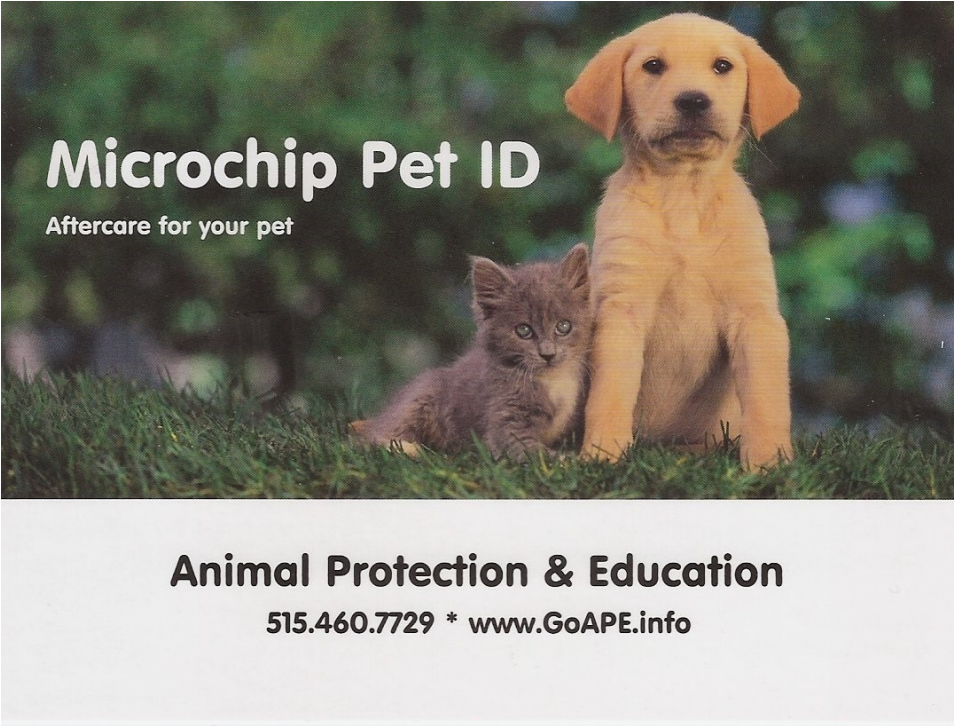 Microchip Pet ID
Aftercare for your pet
Animal Protection & Education
515.460.7729 * www.GoAPE.info